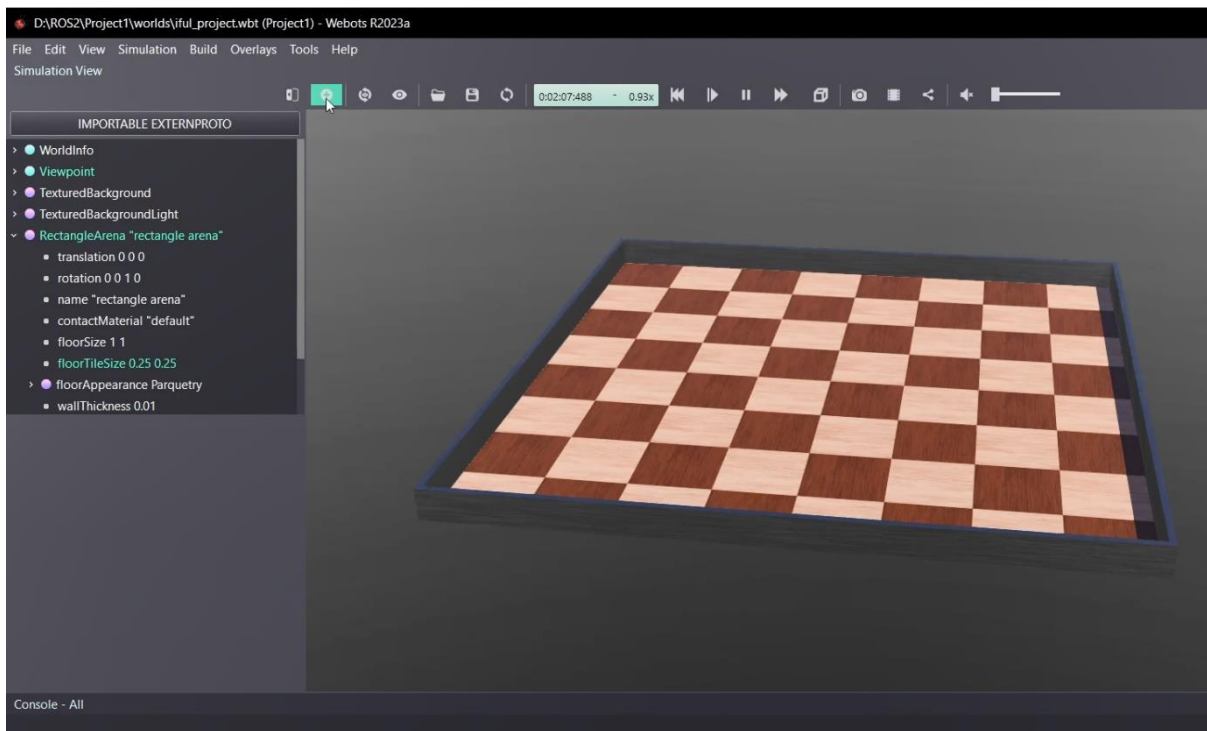 D:\ROS2\Project1\worlds\iful_project.wbt (Project1) - Webots R2023a
File Edit View Simulation Build Overlays Tools Help
Simulation View
0:02:07:488 - 0.93x
IMPORTABLE EXTERNPROTO
WorldInfo
Viewpoint
TexturedBackground
TexturedBackgroundLight
RectangleArena "rectangle arena"
translation 0 0 0
rotation 0 0 1 0
name "rectangle arena"
contactMaterial "default"
floorSize 1 1
floorTileSize 0.25 0.25
floorAppearance Parquetry
wallThickness 0.01
Console - All